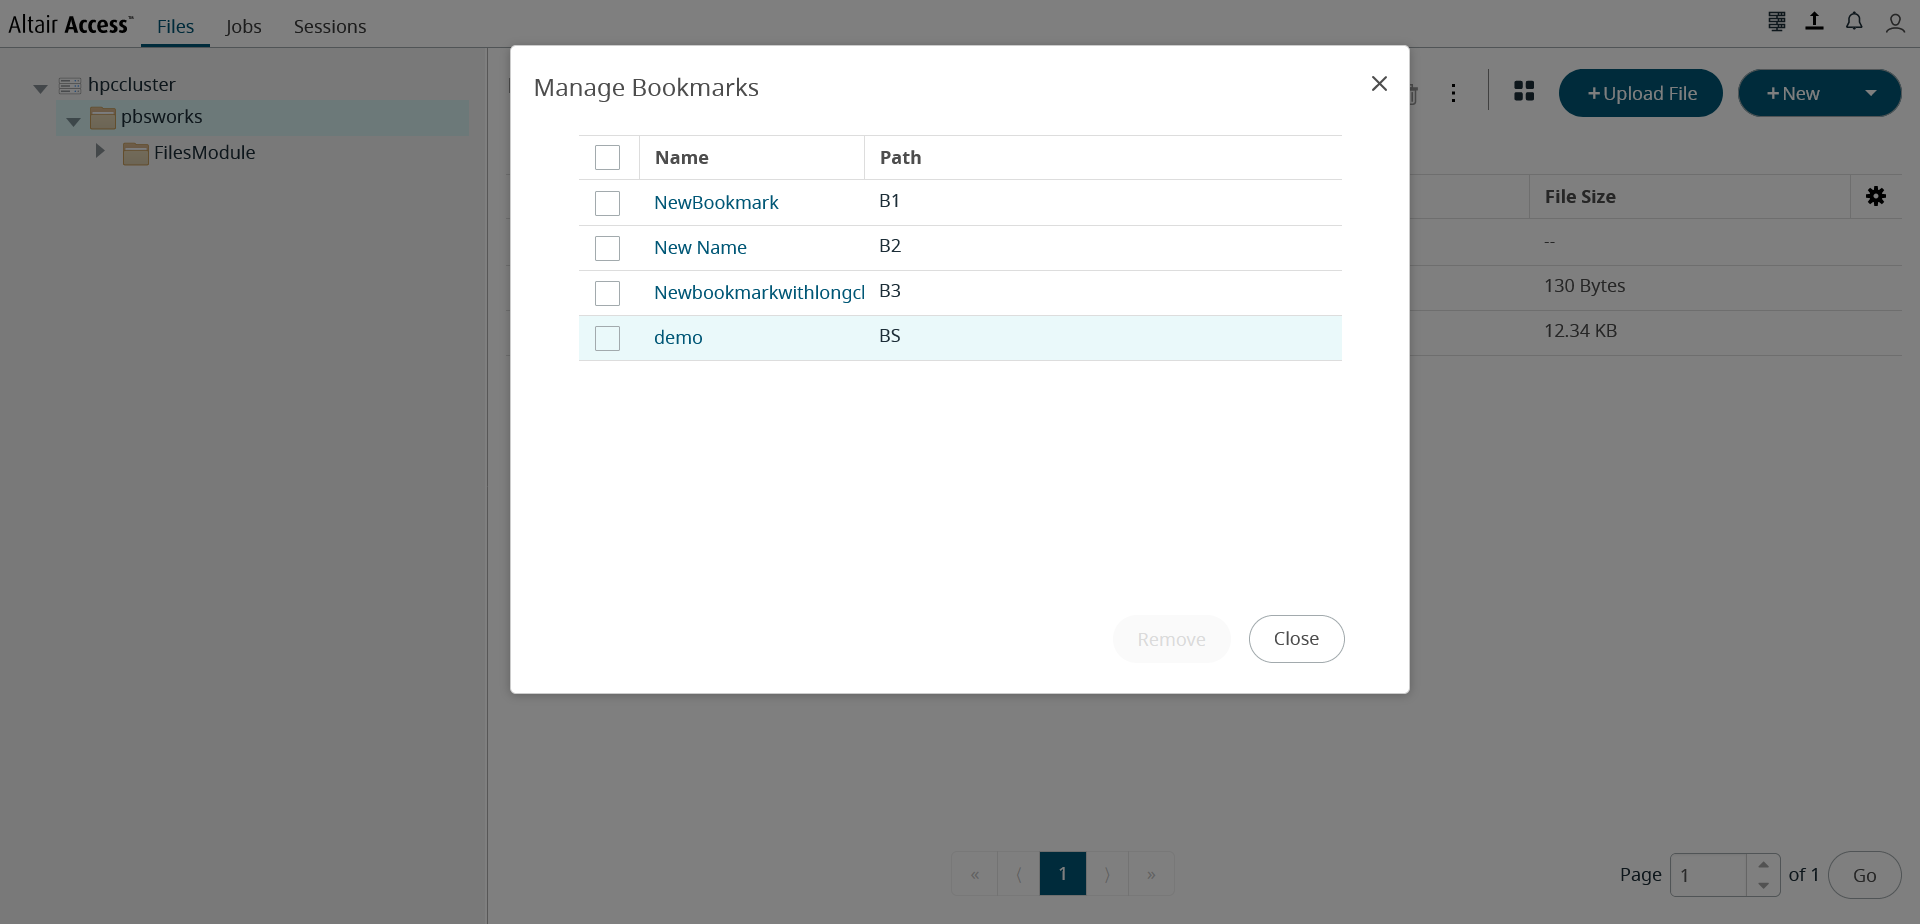 Altair Access™ Files Jobs Sessions
hpccluster
pbsworks
FilesModule
+Upload File
+New
File Size
--
130 Bytes
12.34 KB
Manage Bookmarks
Name Path
NewBookmark B1
New Name B2
Newbookmarkwithlongcl B3
demo BS
Remove Close
« ⟨ 1 ⟩ »
Page 1 of 1 Go